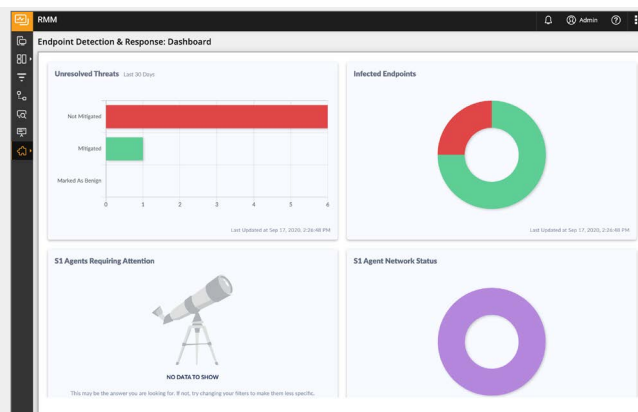 RMM
Admin
Endpoint Detection & Response: Dashboard
Unresolved Threats Last 30 Days
Not Mitigated
Mitigated
Marked As Benign
0 1 2 3 4 5 6
Last Updated at Sep 17, 2020, 2:26:48 PM
Infected Endpoints
Last Updated at Sep 17, 2020, 2:26:48 PM
S1 Agents Requiring Attention
NO DATA TO SHOW
This may be the answer you are looking for. If not, try changing your filters to make them less specific.
S1 Agent Network Status